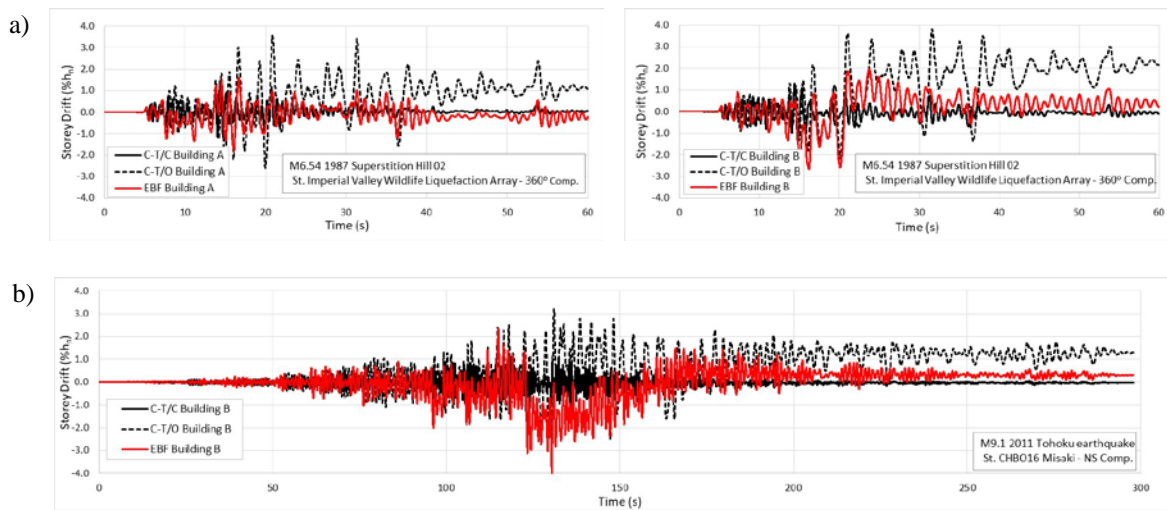 a)
4.0
3.0
2.0
1.0
0.0
-1.0
-2.0
-3.0
-4.0
Storey Drift (%hₙ)
C-T/C Building A
C-T/O Building A
EBF Building A
M6.54 1987 Superstition Hill 02
St. Imperial Valley Wildlife Liquefaction Array - 360º Comp.
0 10 20 30 40 50 60
Time (s)
4.0
3.0
2.0
1.0
0.0
-1.0
-2.0
-3.0
-4.0
Storey Drift (%hₙ)
C-T/C Building B
C-T/O Building B
EBF Building B
M6.54 1987 Superstition Hill 02
St. Imperial Valley Wildlife Liquefaction Array - 360º Comp.
0 10 20 30 40 50 60
Time (s)
b)
4.0
3.0
2.0
1.0
0.0
-1.0
-2.0
-3.0
-4.0
Storey Drift (%hₙ)
C-T/C Building B
C-T/O Building B
EBF Building B
M9.1 2011 Tohoku earthquake
St. CHB016 Misaki - NS Comp.
0 50 100 150 200 250 300
Time (s)